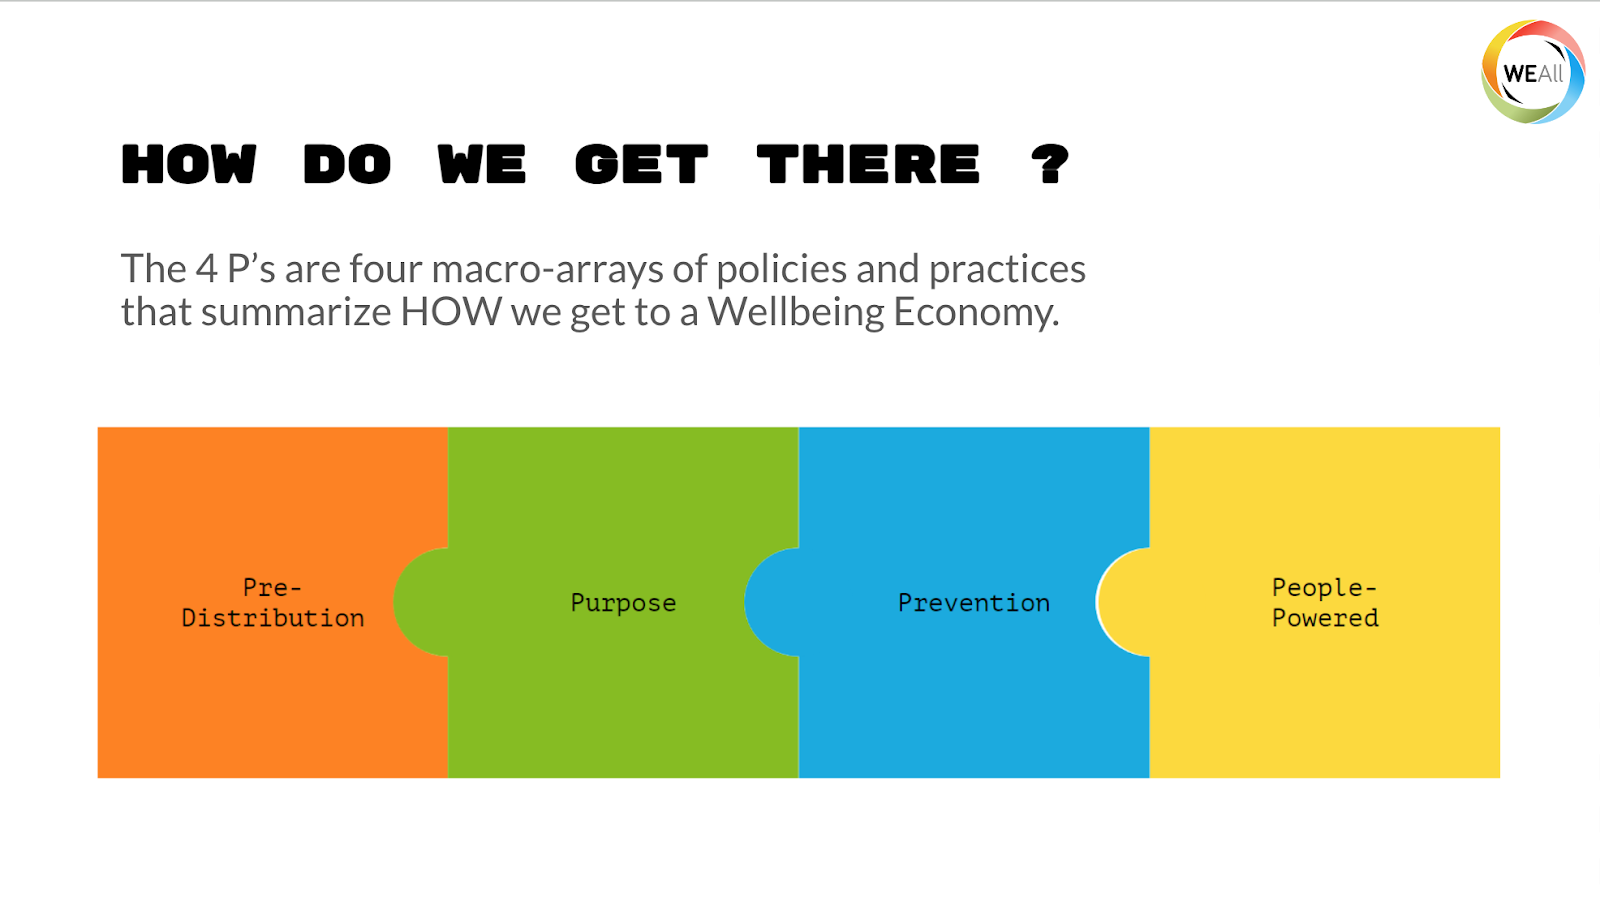 WEAll
HOW DO WE GET THERE ?
The 4 P’s are four macro-arrays of policies and practices
that summarize HOW we get to a Wellbeing Economy.
Pre-
Distribution
Purpose
Prevention
People-
Powered